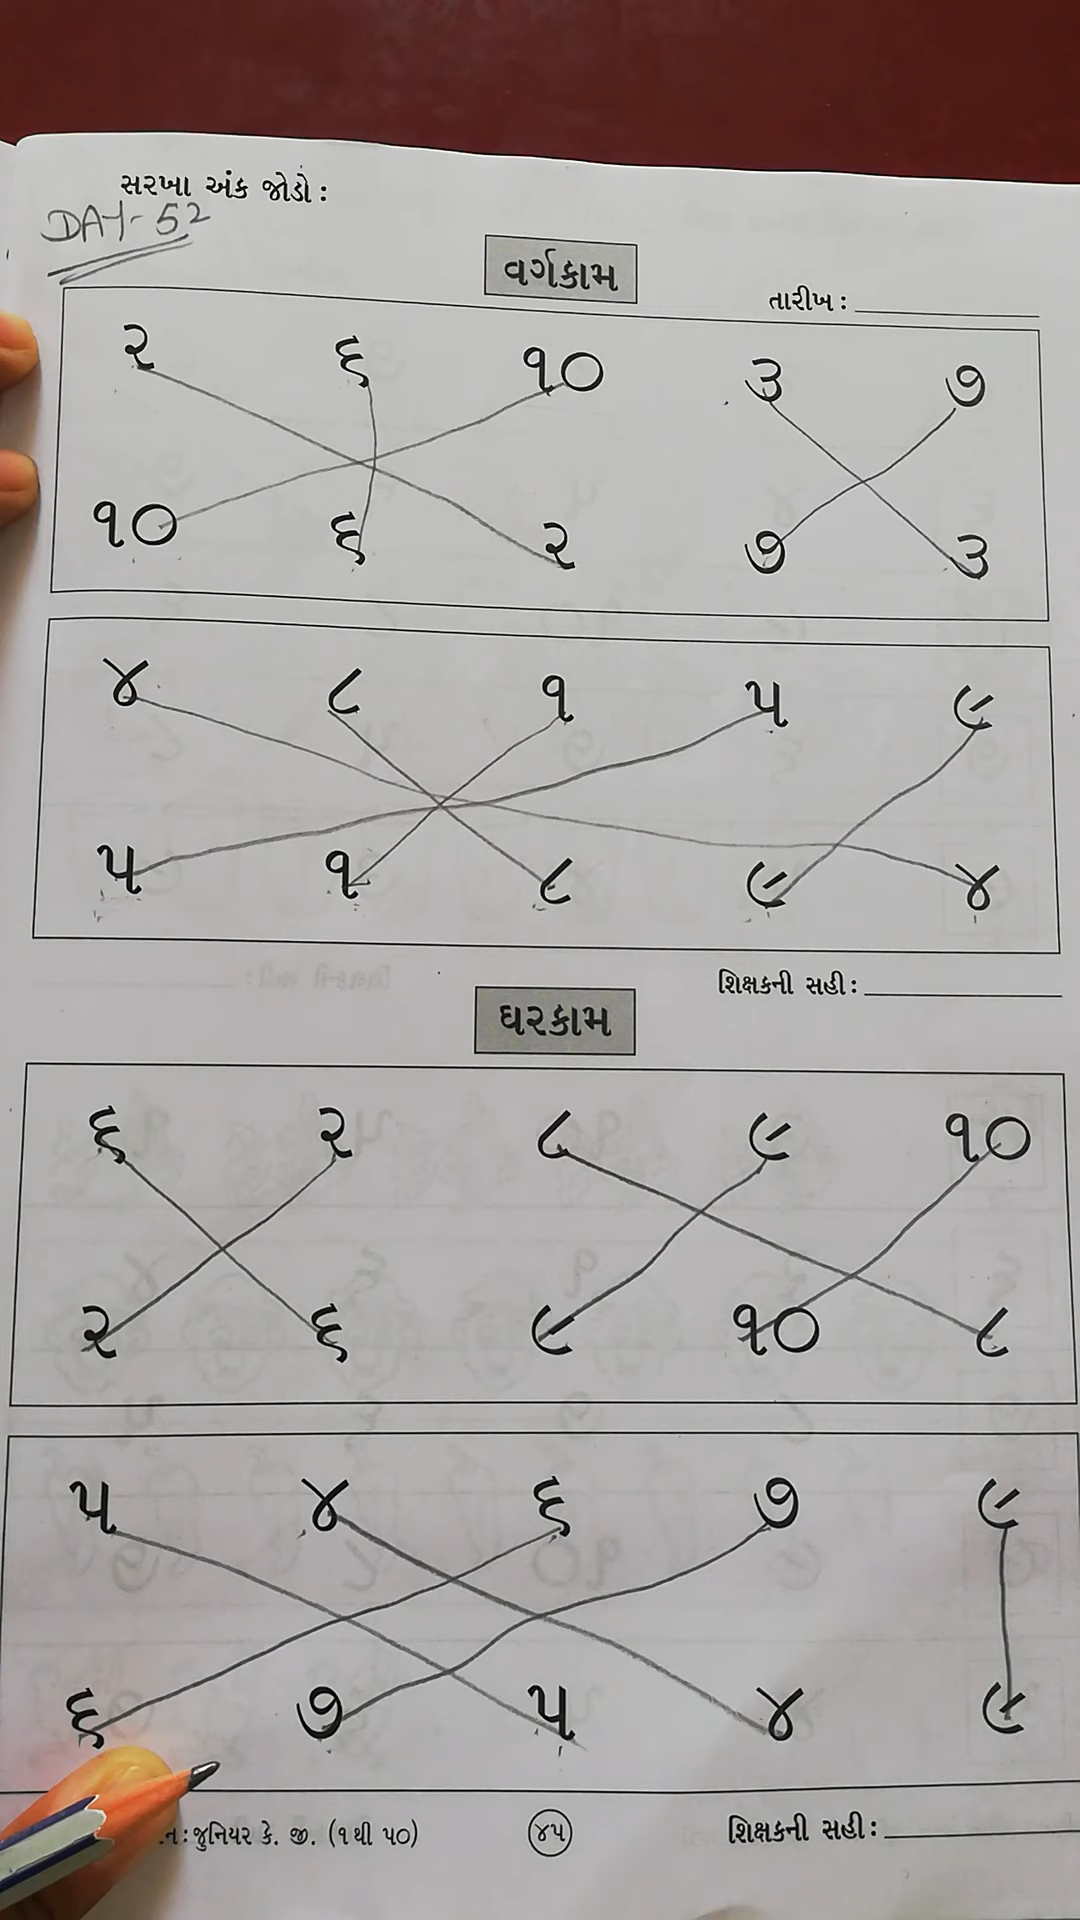 સરખા અંક જોડો :
DAY-52
વર્ગકામ
તારીખ :
૨ ૬ ૧૦ ૩ ૭
૧૦ ૬ ૨ ૭ ૩
૪ ૮ ૧ ૫ ૯
૫ ૧ ૮ ૯ ૪
શિક્ષકની સહી :
ઘરકામ
૬ ૨ ૮ ૯ ૧૦
૨ ૬ ૯ ૧૦ ૮
૫ ૪ ૬ ૭ ૯
૬ ૭ ૫ ૪ ૯
જુનિયર કે. જી. (૧ થી ૫૦) ૪૫ શિક્ષકની સહી :